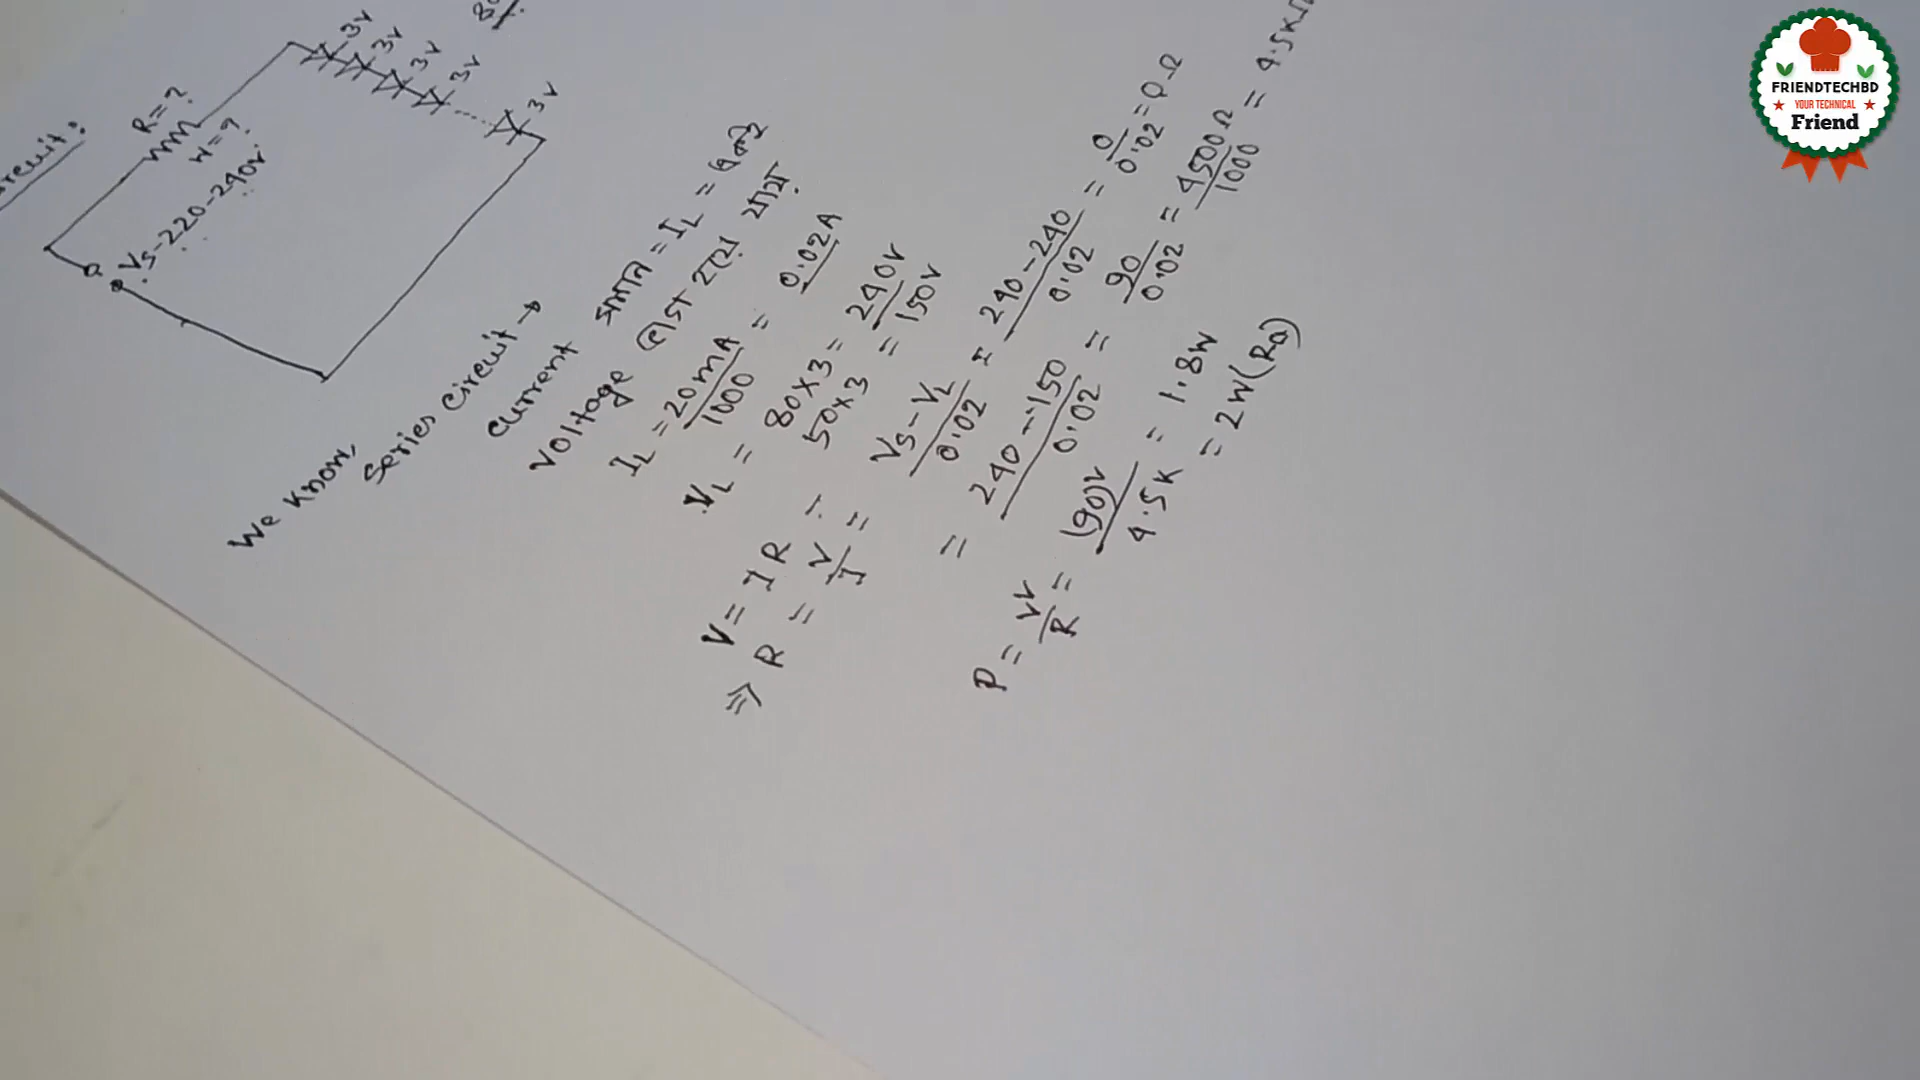 rcuit:
R=?
W=?
Vs-220-240v
3V
3V
3V
3V
3V
We know,
Series Circuit →
Current সমান = IL = একই
Voltage ভাগ হয়ে যায়.
IL = 20mA/1000 = 0.02A
VL = 80×3 = 240V
50×3 = 150V
V = IR
⇒ R = V/I = Vs-VL/0.02 = 240-240/0.02 = 0/0.02 = 0Ω
= 240-150/0.02 = 90/0.02 = 4500Ω/1000 = 4.5KΩ
P = V²/R = (90)²/4.5K = 1.8W
= 2W(Ra)
FRIENDTECHBD
YOUR TECHNICAL
Friend